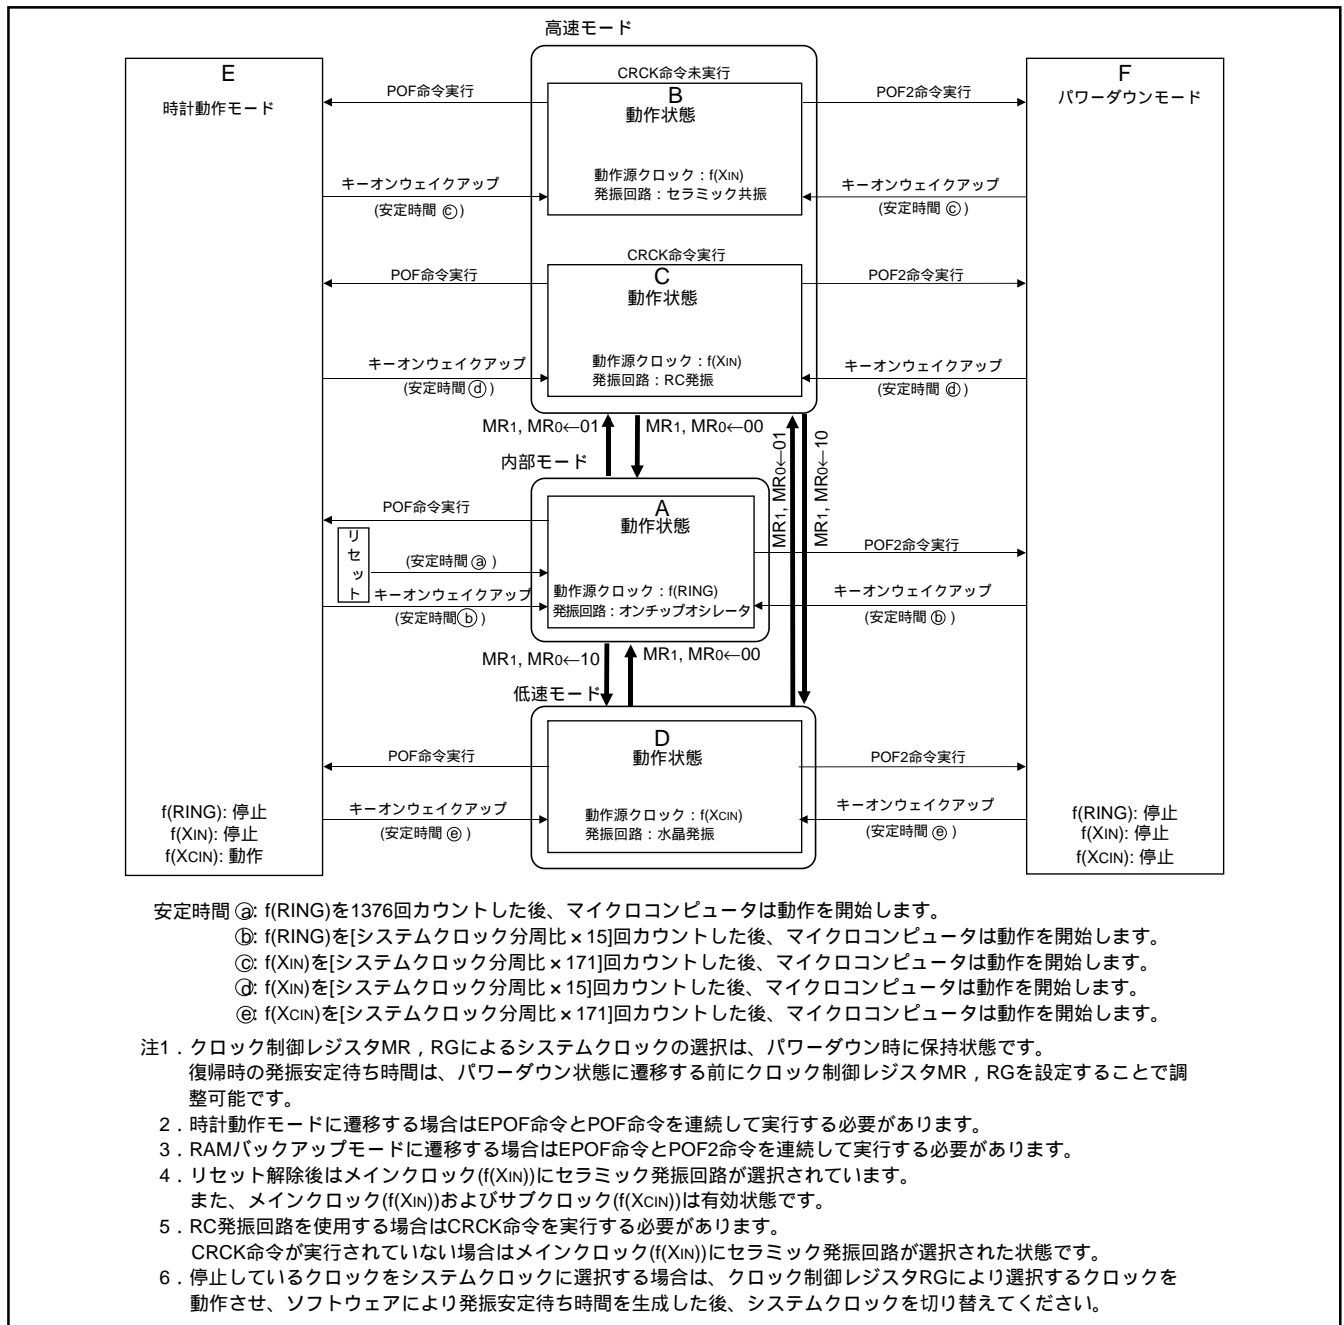 高速モード
E
時計動作モード
CRCK命令未実行
B
動作状態
F
パワーダウンモード
POF命令実行
POF2命令実行
動作源クロック：f(XIN)
発振回路：セラミック共振
キーオンウェイクアップ
(安定時間 ⓒ )
キーオンウェイクアップ
(安定時間 ⓒ )
CRCK命令実行
C
動作状態
POF命令実行
POF2命令実行
動作源クロック：f(XIN)
発振回路：RC発振
キーオンウェイクアップ
(安定時間 ⓓ )
キーオンウェイクアップ
(安定時間 ⓓ )
MR1, MR0←01
MR1, MR0←00
MR1, MR0←01
MR1, MR0←10
内部モード
A
動作状態
POF命令実行
リセット
(安定時間 ⓐ )
POF2命令実行
動作源クロック：f(RING)
発振回路：オンチップオシレータ
キーオンウェイクアップ
(安定時間 ⓑ )
キーオンウェイクアップ
(安定時間 ⓑ )
MR1, MR0←10
MR1, MR0←00
低速モード
D
動作状態
POF命令実行
POF2命令実行
動作源クロック：f(XCIN)
発振回路：水晶発振
キーオンウェイクアップ
(安定時間 ⓔ )
キーオンウェイクアップ
(安定時間 ⓔ )
f(RING): 停止
f(XIN): 停止
f(XCIN): 動作
f(RING): 停止
f(XIN): 停止
f(XCIN): 停止
安定時間 ⓐ: f(RING)を1376回カウントした後、マイクロコンピュータは動作を開始します。
ⓑ: f(RING)を[システムクロック分周比×15]回カウントした後、マイクロコンピュータは動作を開始します。
ⓒ: f(XIN)を[システムクロック分周比×171]回カウントした後、マイクロコンピュータは動作を開始します。
ⓓ: f(XIN)を[システムクロック分周比×15]回カウントした後、マイクロコンピュータは動作を開始します。
ⓔ: f(XCIN)を[システムクロック分周比×171]回カウントした後、マイクロコンピュータは動作を開始します。
注1．クロック制御レジスタMR，RGによるシステムクロックの選択は、パワーダウン時に保持状態です。
復帰時の発振安定待ち時間は、パワーダウン状態に遷移する前にクロック制御レジスタMR，RGを設定することで調
整可能です。
2．時計動作モードに遷移する場合はEPOF命令とPOF命令を連続して実行する必要があります。
3．RAMバックアップモードに遷移する場合はEPOF命令とPOF2命令を連続して実行する必要があります。
4．リセット解除後はメインクロック(f(XIN))にセラミック発振回路が選択されています。
また、メインクロック(f(XIN))およびサブクロック(f(XCIN))は有効状態です。
5．RC発振回路を使用する場合はCRCK命令を実行する必要があります。
CRCK命令が実行されていない場合はメインクロック(f(XIN))にセラミック発振回路が選択された状態です。
6．停止しているクロックをシステムクロックに選択する場合は、クロック制御レジスタRGにより選択するクロックを
動作させ、ソフトウェアにより発振安定待ち時間を生成した後、システムクロックを切り替えてください。